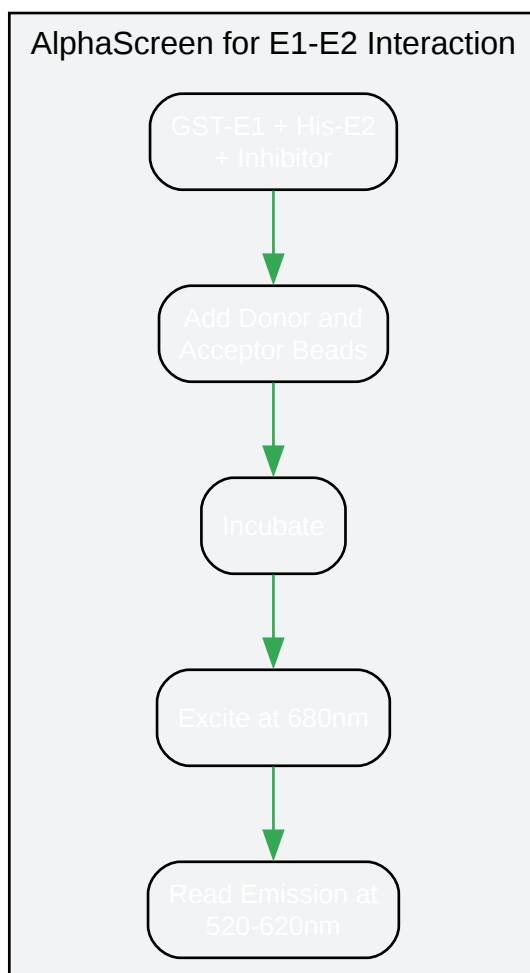 AlphaScreen for E1-E2 Interaction
GST-E1 + His-E2
+ Inhibitor
Add Donor and
Acceptor Beads
Incubate
Excite at 680nm
Read Emission at
520-620nm